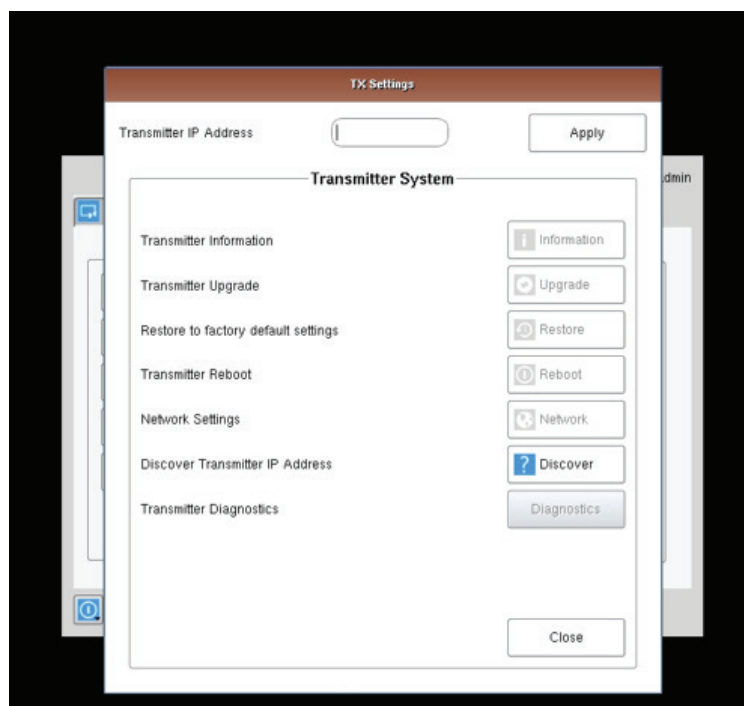 TX Settings
Transmitter IP Address Apply
Transmitter System
dmin
Transmitter Information Information
Transmitter Upgrade Upgrade
Restore to factory default settings Restore
Transmitter Reboot Reboot
Network Settings Network
Discover Transmitter IP Address ? Discover
Transmitter Diagnostics Diagnostics
Close